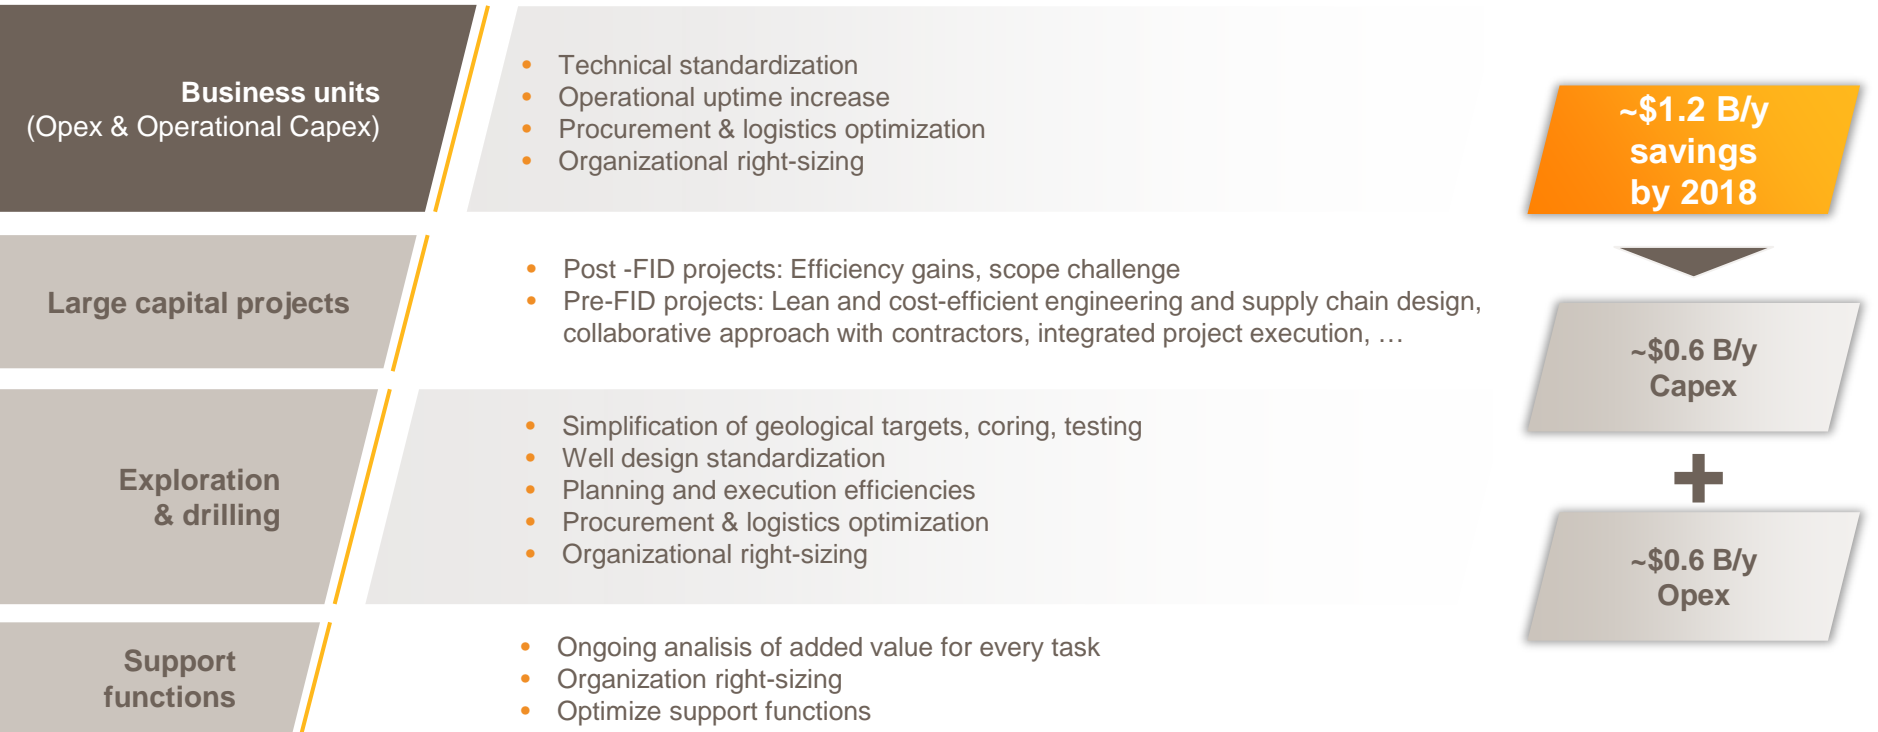 Business units
(Opex & Operational Capex)
• Technical standardization
• Operational uptime increase
• Procurement & logistics optimization
• Organizational right-sizing
Large capital projects
• Post -FID projects: Efficiency gains, scope challenge
• Pre-FID projects: Lean and cost-efficient engineering and supply chain design,
collaborative approach with contractors, integrated project execution, …
Exploration
& drilling
• Simplification of geological targets, coring, testing
• Well design standardization
• Planning and execution efficiencies
• Procurement & logistics optimization
• Organizational right-sizing
Support
functions
• Ongoing analisis of added value for every task
• Organization right-sizing
• Optimize support functions
~$1.2 B/y
savings
by 2018
~$0.6 B/y
Capex
+
~$0.6 B/y
Opex